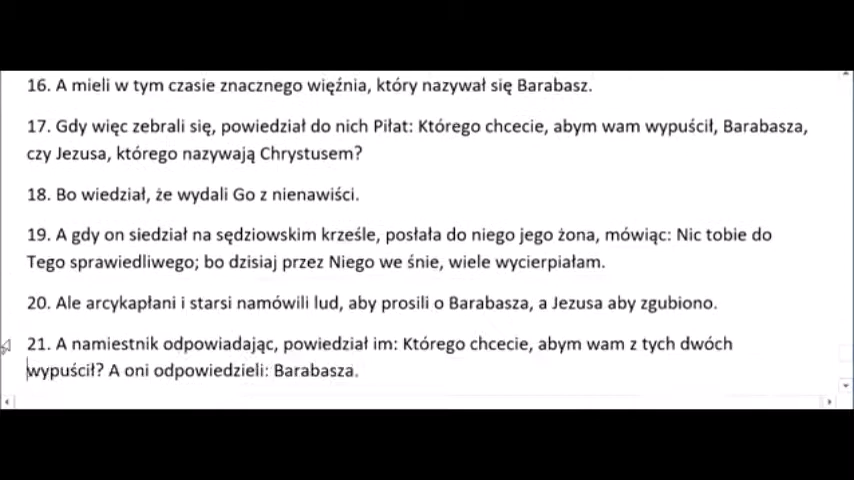 16. A mieli w tym czasie znacznego więźnia, który nazywał się Barabasz.
17. Gdy więc zebrali się, powiedział do nich Piłat: Którego chcecie, abym wam wypuścił, Barabasza,
czy Jezusa, którego nazywają Chrystusem?
18. Bo wiedział, że wydali Go z nienawiści.
19. A gdy on siedział na sędziowskim krześle, posłała do niego jego żona, mówiąc: Nic tobie do
Tego sprawiedliwego; bo dzisiaj przez Niego we śnie, wiele wycierpiałam.
20. Ale arcykapłani i starsi namówili lud, aby prosili o Barabasza, a Jezusa aby zgubiono.
21. A namiestnik odpowiadając, powiedział im: Którego chcecie, abym wam z tych dwóch
wypuścił? A oni odpowiedzieli: Barabasza.